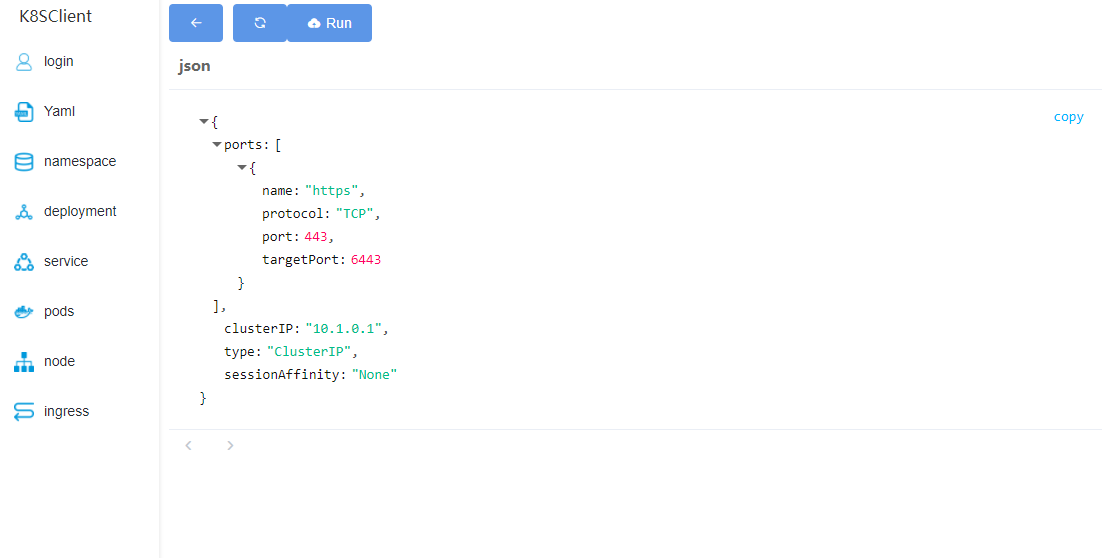 K8SClient
login
Yaml
namespace
deployment
service
pods
node
ingress
Run
json
copy
{
ports: [
{
name: "https",
protocol: "TCP",
port: 443,
targetPort: 6443
}
],
clusterIP: "10.1.0.1",
type: "ClusterIP",
sessionAffinity: "None"
}